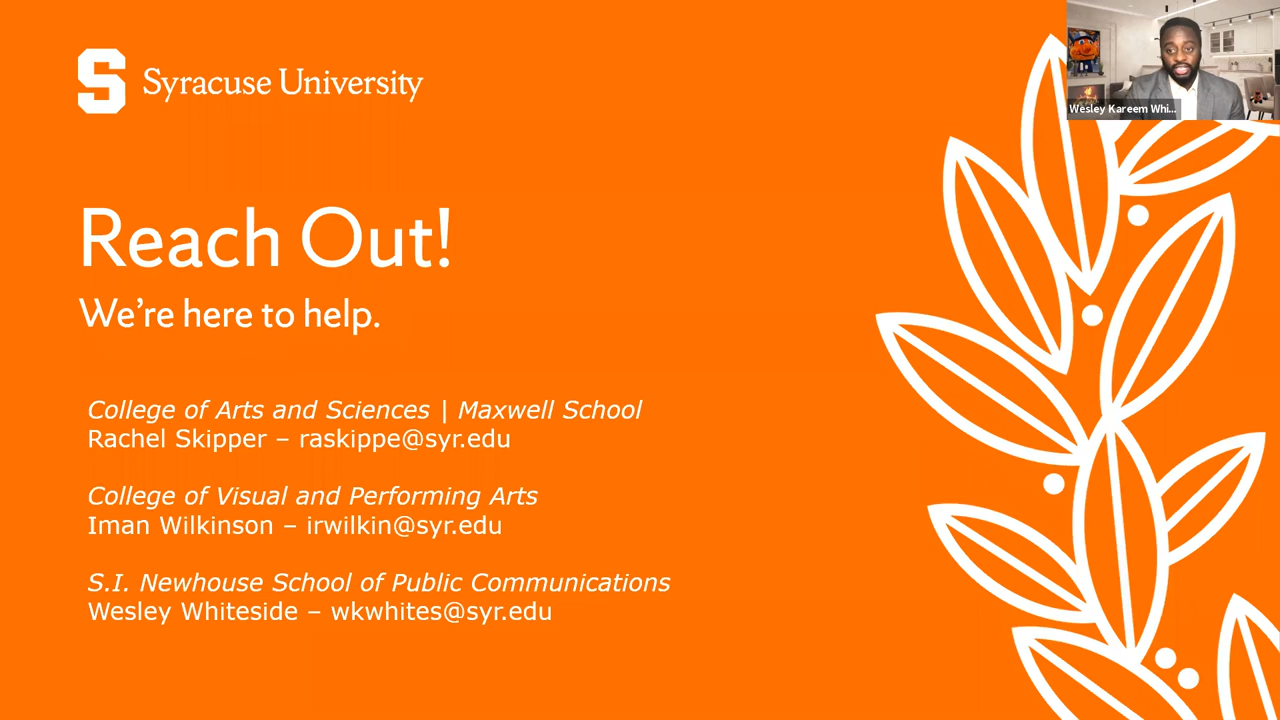 Syracuse University
Wesley Kareem Whi...
Reach Out!
We're here to help.
College of Arts and Sciences | Maxwell School
Rachel Skipper – raskippe@syr.edu
College of Visual and Performing Arts
Iman Wilkinson – irwilkin@syr.edu
S.I. Newhouse School of Public Communications
Wesley Whiteside – wkwhites@syr.edu